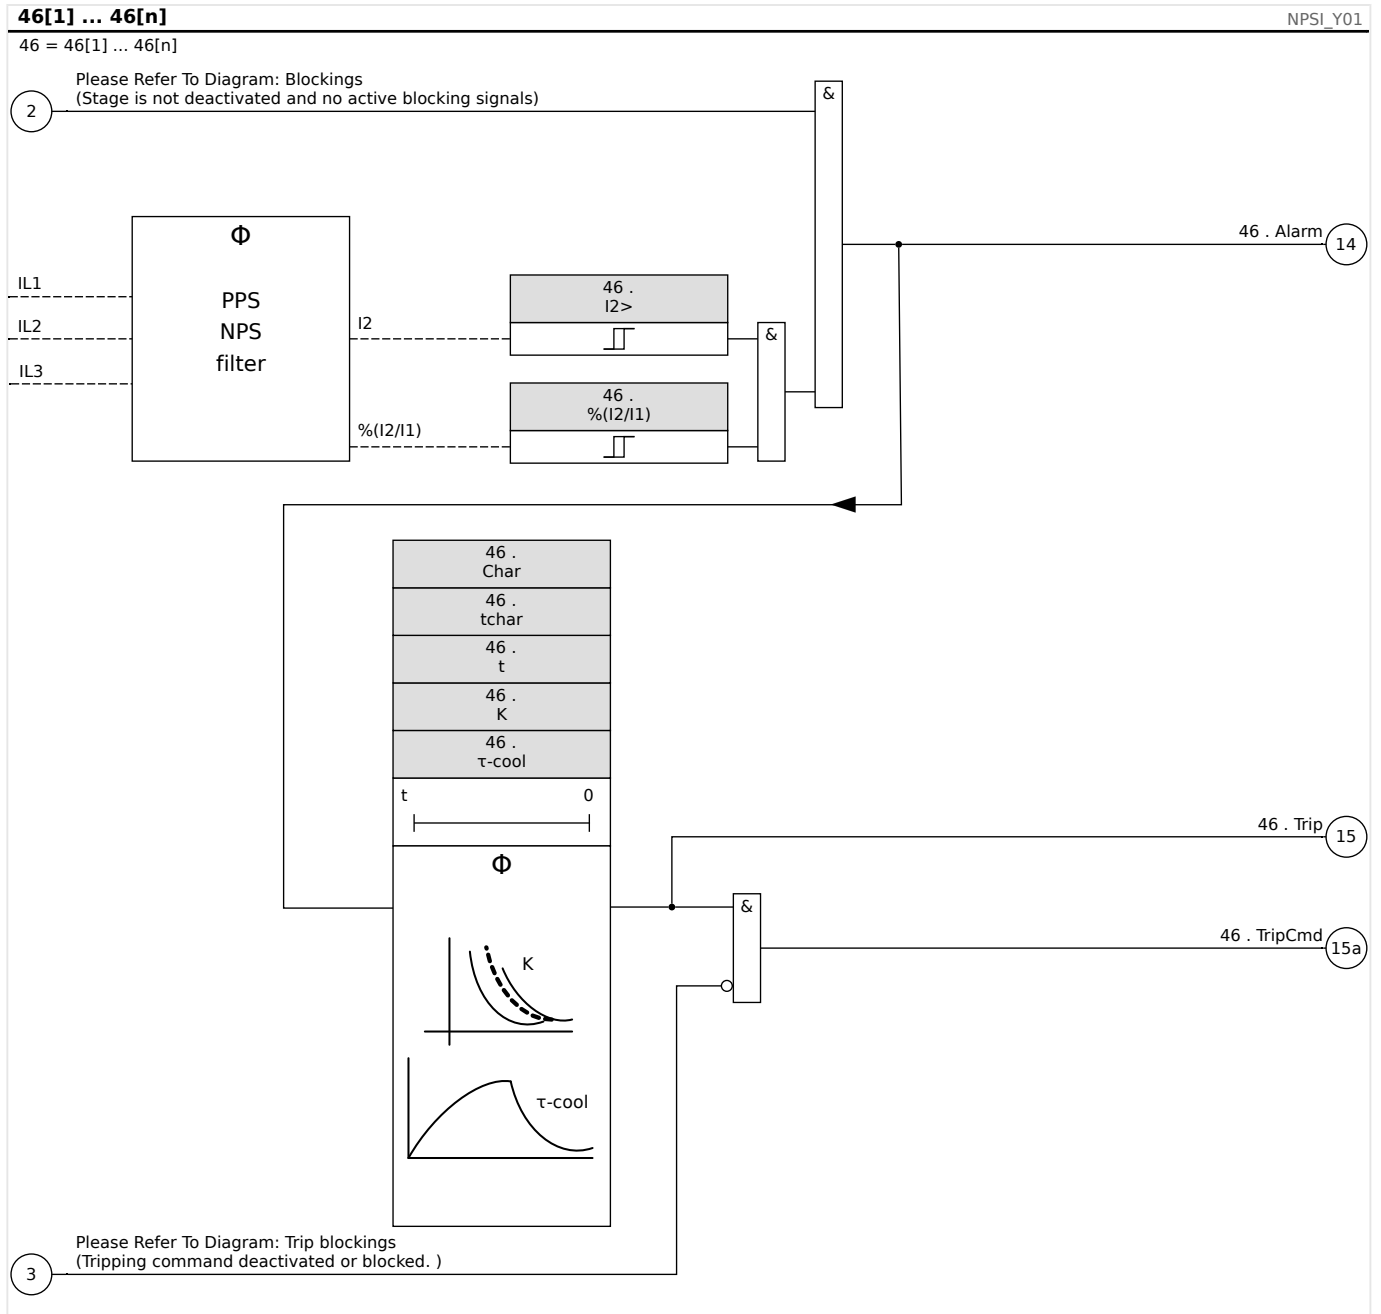 46[1] ... 46[n]
NPSI_Y01
46 = 46[1] ... 46[n]
Please Refer To Diagram: Blockings
(Stage is not deactivated and no active blocking signals)
2
&
Φ
PPS
NPS
filter
IL1
IL2
IL3
I2
%(I2/I1)
46 .
I2>
46 .
%(I2/I1)
&
46 . Alarm
14
46 .
Char
46 .
tchar
46 .
t
46 .
K
46 .
τ-cool
t
0
Φ
K
τ-cool
46 . Trip
15
&
46 . TripCmd
15a
Please Refer To Diagram: Trip blockings
(Tripping command deactivated or blocked. )
3